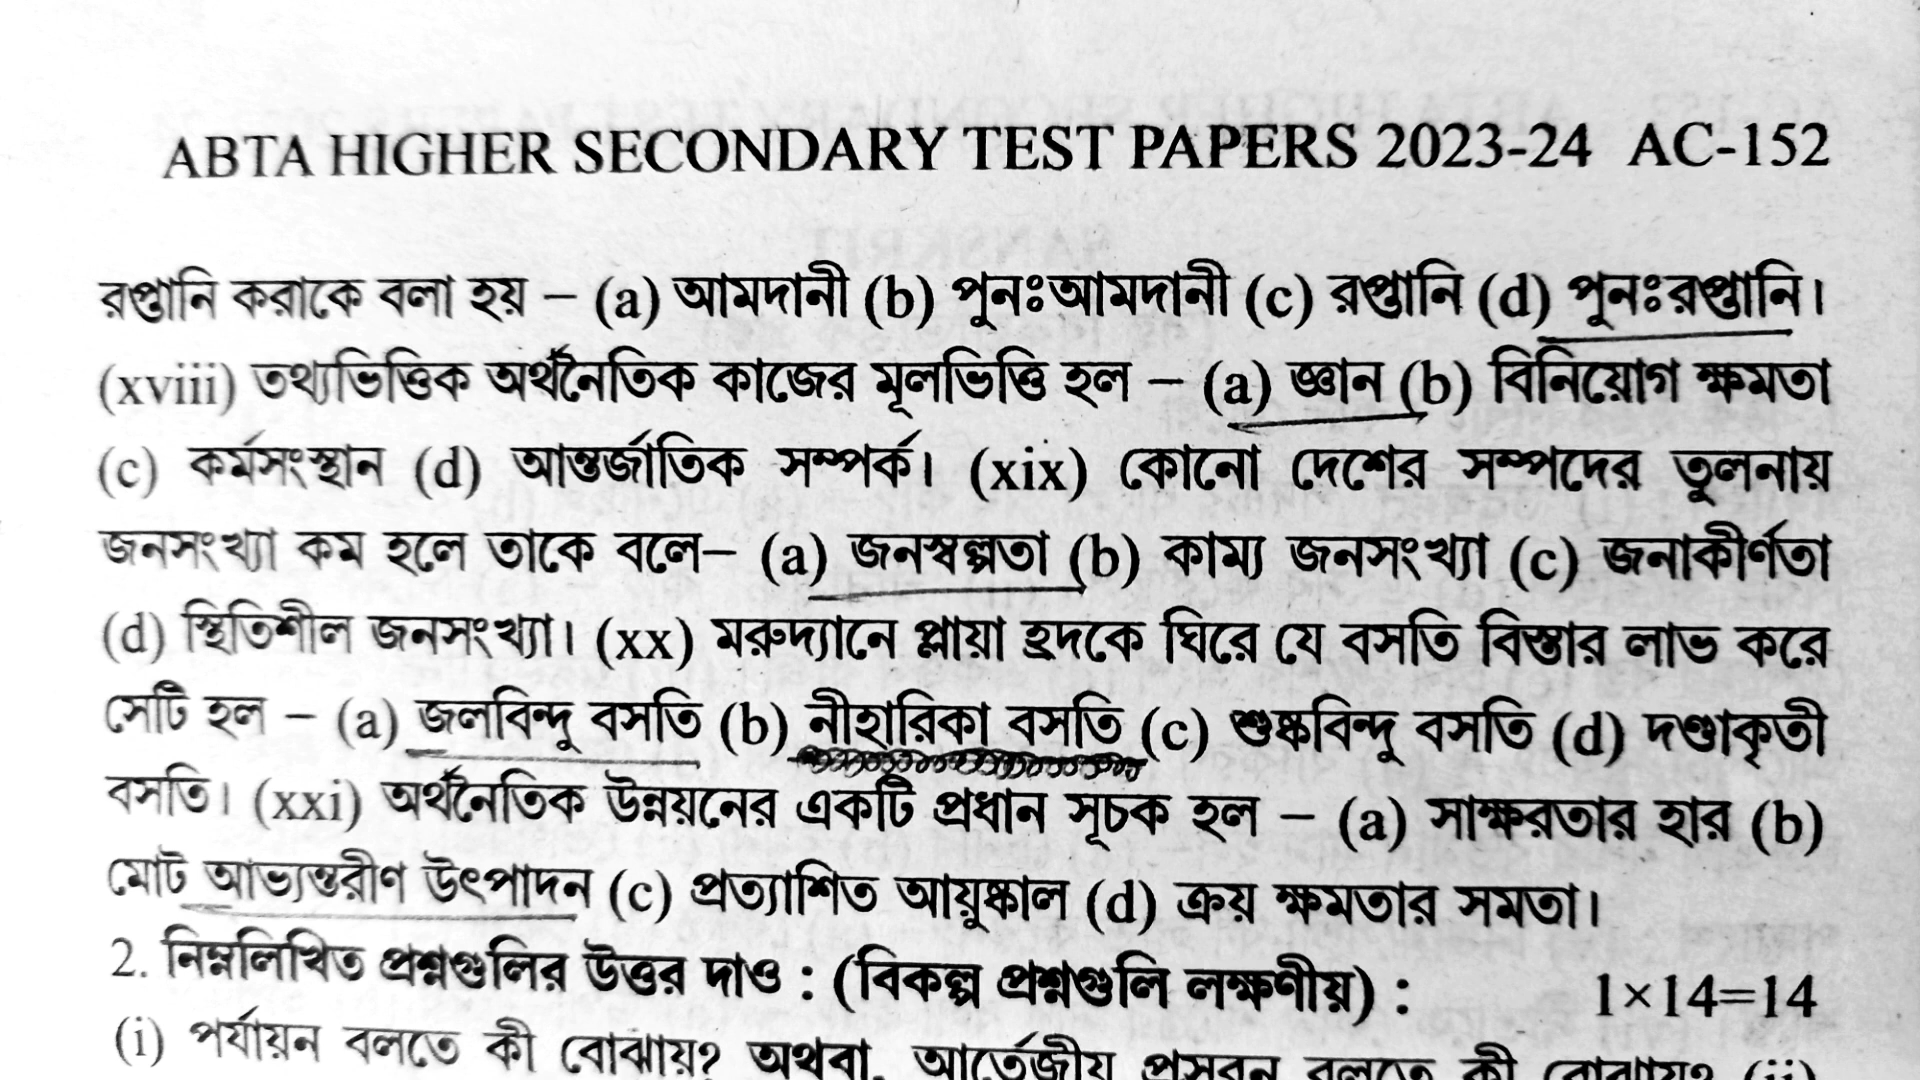 ABTA HIGHER SECONDARY TEST PAPERS 2023-24 AC-152
রপ্তানি করাকে বলা হয় – (a) আমদানী (b) পুনঃআমদানী (c) রপ্তানি (d) পুনঃরপ্তানি।
(xviii) তথ্যভিত্তিক অর্থনৈতিক কাজের মূলভিত্তি হল – (a) জ্ঞান (b) বিনিয়োগ ক্ষমতা
(c) কর্মসংস্থান (d) আন্তর্জাতিক সম্পর্ক। (xix) কোনো দেশের সম্পদের তুলনায়
জনসংখ্যা কম হলে তাকে বলে– (a) জনস্বল্পতা (b) কাম্য জনসংখ্যা (c) জনাকীর্ণতা
(d) স্থিতিশীল জনসংখ্যা। (xx) মরুদ্যানে প্লায়া হ্রদকে ঘিরে যে বসতি বিস্তার লাভ করে
সেটি হল – (a) জলবিন্দু বসতি (b) নীহারিকা বসতি (c) শুষ্কবিন্দু বসতি (d) দণ্ডাকৃতী
বসতি। (xxi) অর্থনৈতিক উন্নয়নের একটি প্রধান সূচক হল – (a) সাক্ষরতার হার (b)
মোট আভ্যন্তরীণ উৎপাদন (c) প্রত্যাশিত আয়ুষ্কাল (d) ক্রয় ক্ষমতার সমতা।
2. নিম্নলিখিত প্রশ্নগুলির উত্তর দাও : (বিকল্প প্রশ্নগুলি লক্ষণীয়) : 1×14=14
(i) পর্যায়ন বলতে কী বোঝায়? অথবা, আর্তেজীয় প্রসবন বলতে কী বোঝায়? (ii)